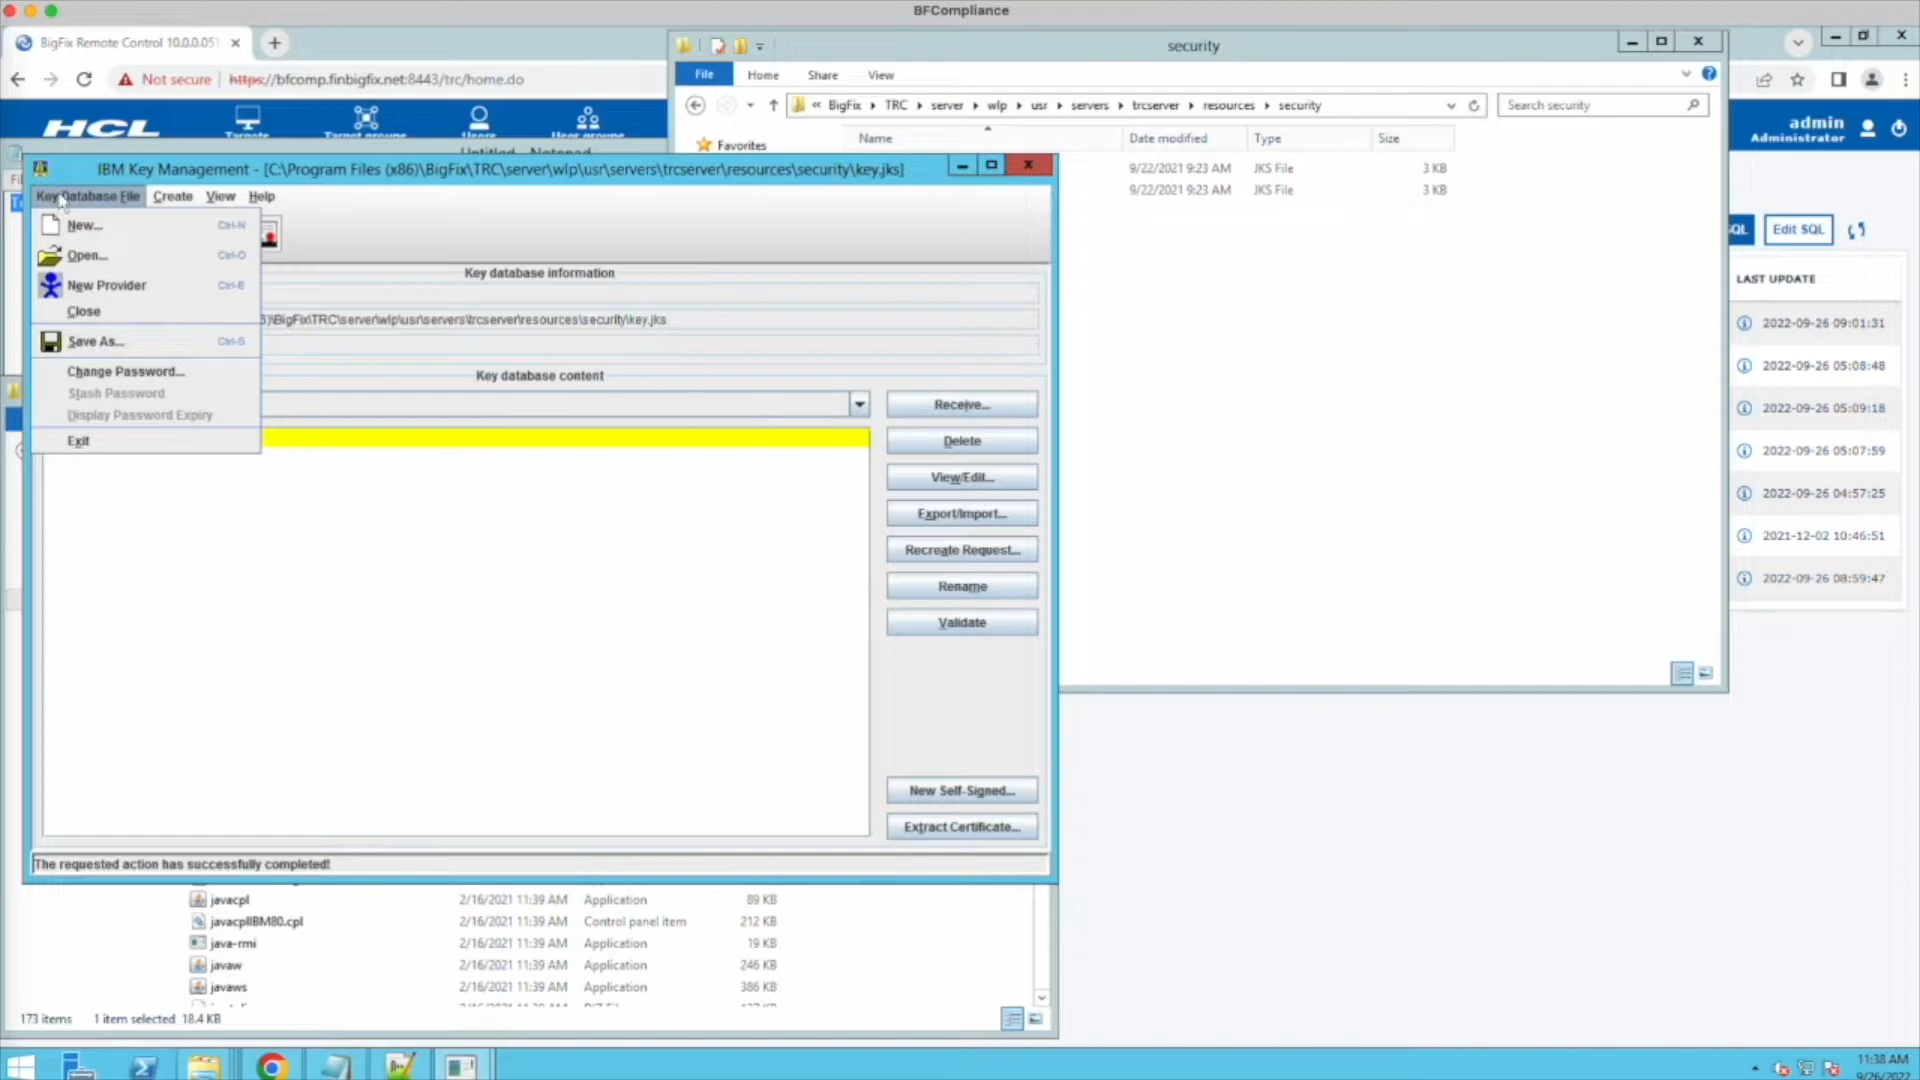 BFCompliance
BigFix Remote Control 10.0.0.051
Not secure
https://bfcomp.finbigfix.net:8443/trc/home.do
HCL
Targets
Target groups
Users
User groups
admin
Administrator
Edit SQL
LAST UPDATE
2022-09-26 09:01:31
2022-09-26 05:08:48
2022-09-26 05:09:18
2022-09-26 05:07:59
2022-09-26 04:57:25
2021-12-02 10:46:51
2022-09-26 08:59:47
security
File Home Share View
« BigFix TRC server wlp usr servers trcserver resources security
Search security
Favorites
Name Date modified Type Size
9/22/2021 9:23 AM JKS File 3 KB
9/22/2021 9:23 AM JKS File 3 KB
Untitled - Notepad
IBM Key Management - [C:\Program Files (x86)\BigFix\TRC\server\wlp\usr\servers\trcserver\resources\security\key.jks]
Key Database File Create View Help
New... Ctrl-N
Open... Ctrl-O
New Provider Ctrl-E
Close
Save As... Ctrl-S
Change Password...
Stash Password
Display Password Expiry
Exit
Key database information
)\BigFix\TRC\server\wlp\usr\servers\trcserver\resources\security\key.jks
Key database content
Receive...
Delete
View/Edit...
Export/Import...
Recreate Request...
Rename
Validate
New Self-Signed...
Extract Certificate...
The requested action has successfully completed!
javacpl 2/16/2021 11:39 AM Application 89 KB
javacplIBM80.cpl 2/16/2021 11:39 AM Control panel item 212 KB
java-rmi 2/16/2021 11:39 AM Application 19 KB
javaw 2/16/2021 11:39 AM Application 246 KB
javaws 2/16/2021 11:39 AM Application 386 KB
173 items 1 item selected 18.4 KB
11:38 AM
9/26/2022